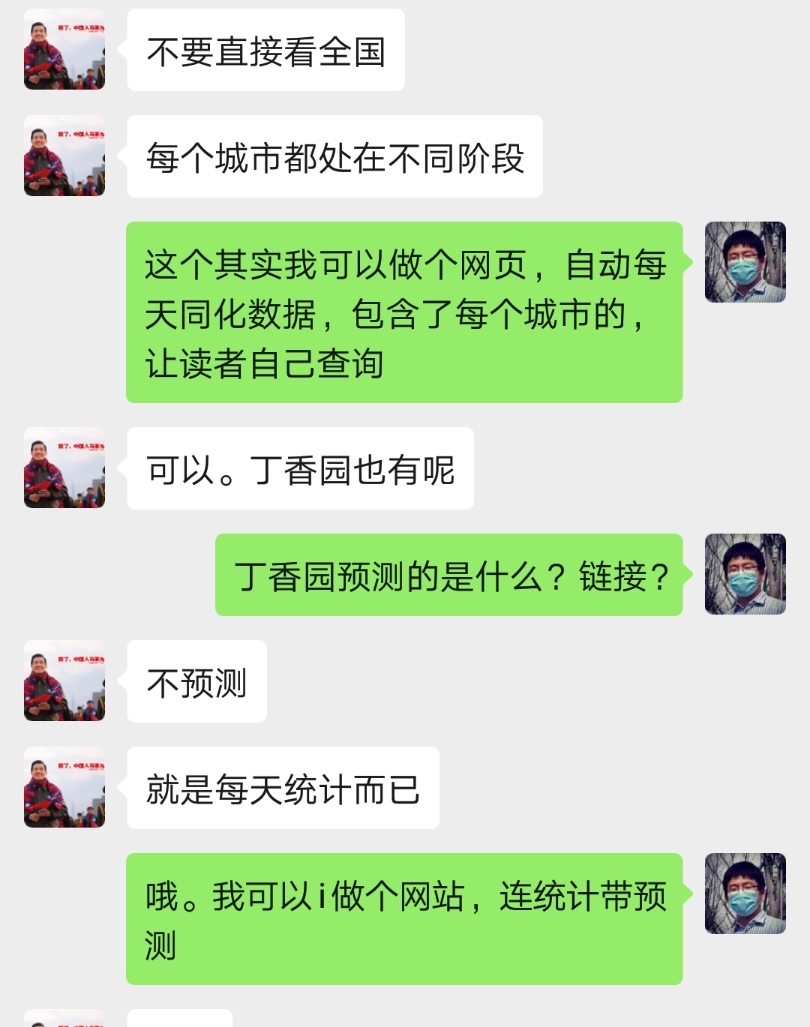 不要直接看全国
每个城市都处在不同阶段
这个其实我可以做个网页，自动每
天同化数据，包含了每个城市的，
让读者自己查询
可以。丁香园也有呢
丁香园预测的是什么？链接？
不预测
就是每天统计而已
哦。我可以i做个网站，连统计带预
测